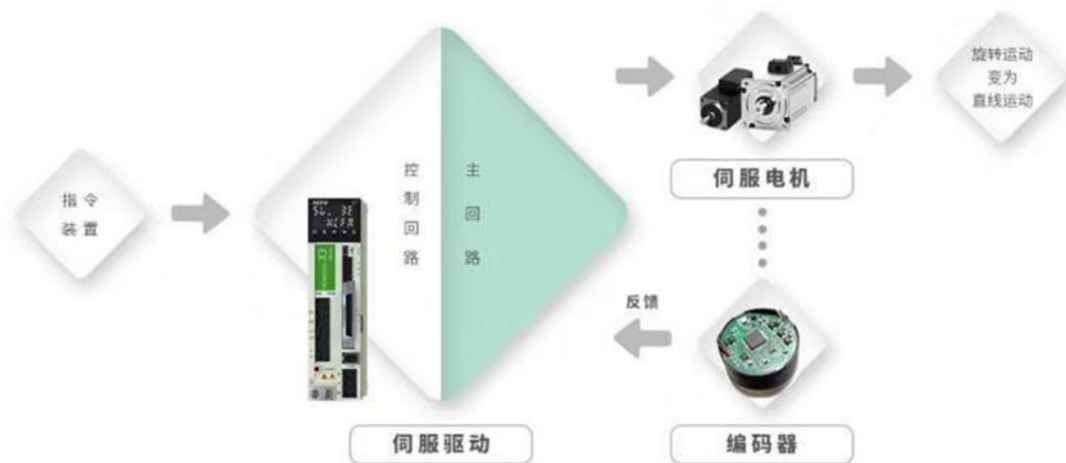 指令
装置
控制回路
主回路
伺服驱动
伺服电机
旋转运动
变为
直线运动
反馈
编码器